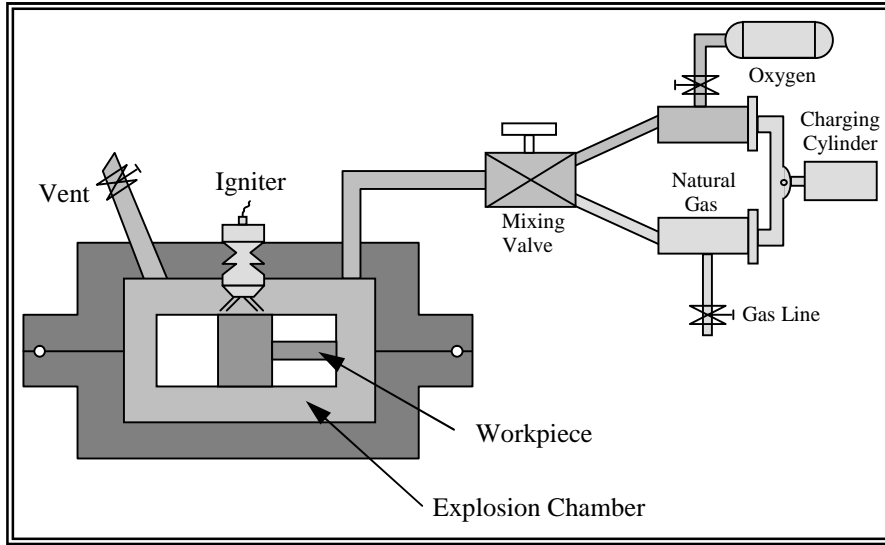 Oxygen
Charging
Cylinder
Igniter
Vent
Natural
Gas
Mixing
Valve
Gas Line
Workpiece
Explosion Chamber